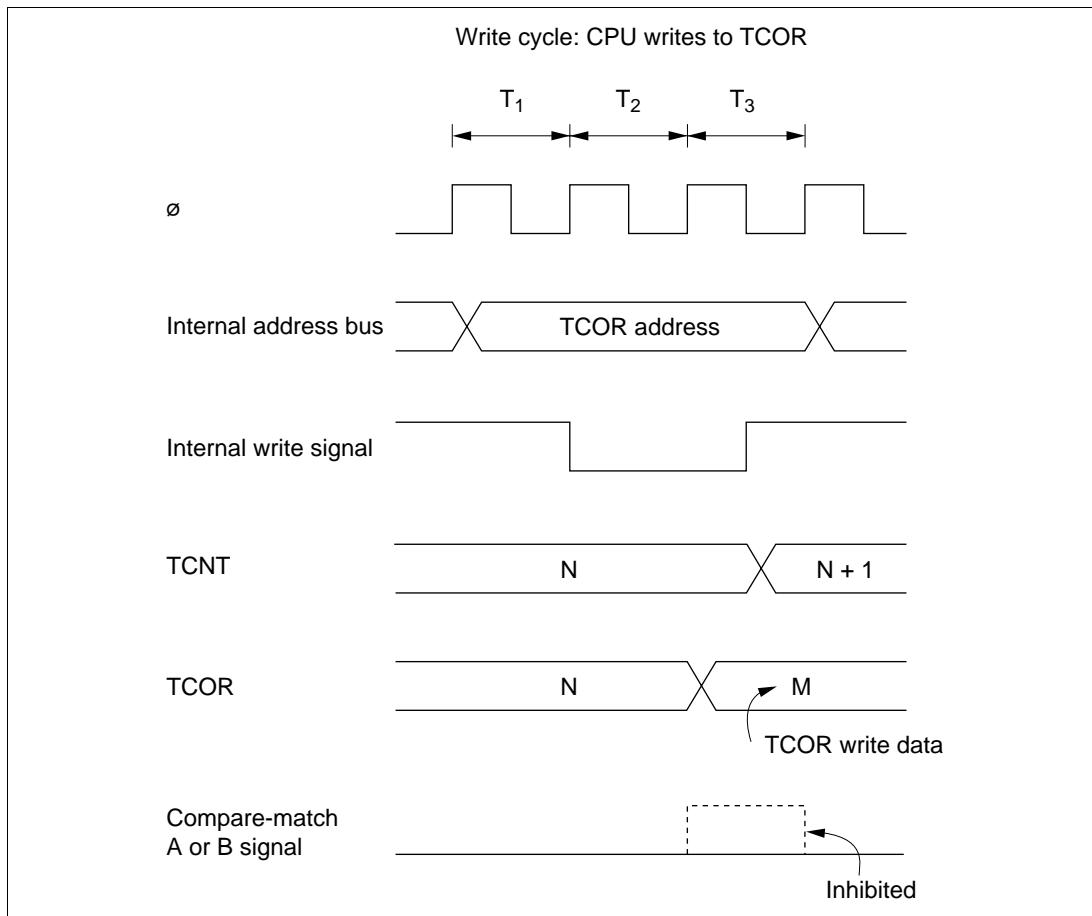 Write cycle: CPU writes to TCOR
T1 T2 T3
ø
Internal address bus
TCOR address
Internal write signal
TCNT
N
N + 1
TCOR
N
M
TCOR write data
Compare-match
A or B signal
Inhibited